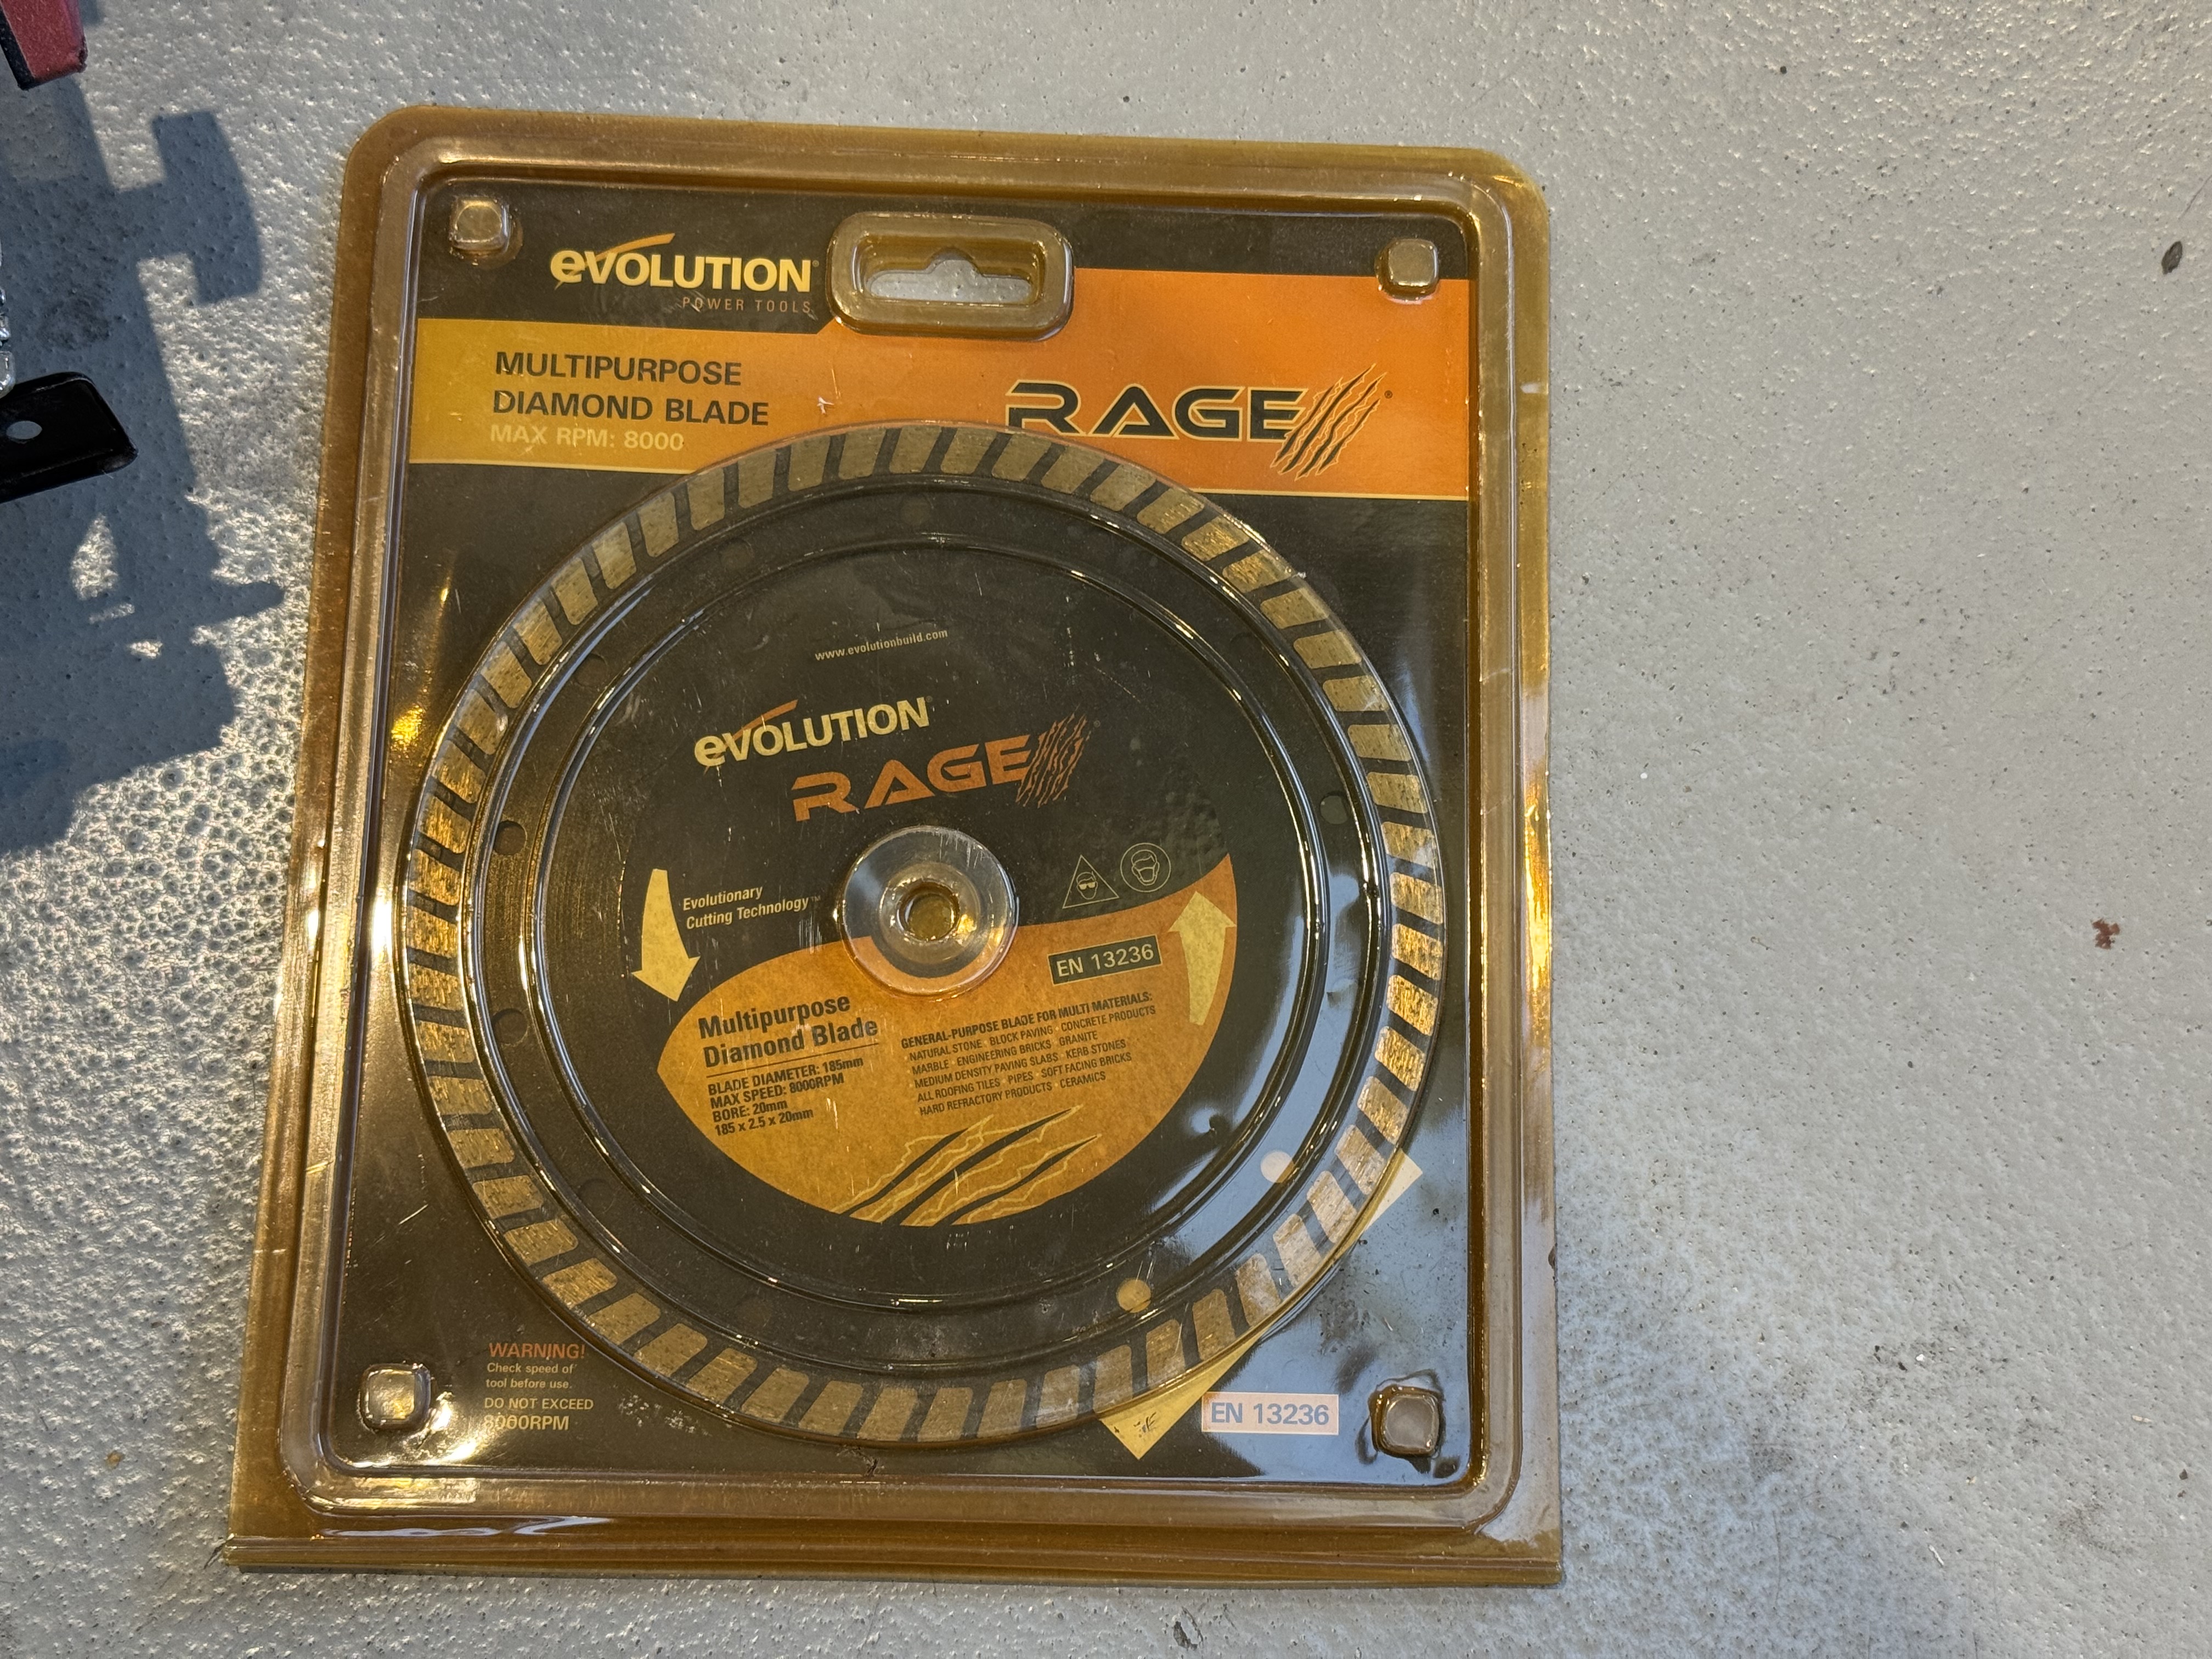 evolution®
POWER TOOLS
MULTIPURPOSE
DIAMOND BLADE
MAX RPM: 8000
RAGE®
www.evolutionbuild.com
evolution
RAGE
Evolutionary
Cutting Technology™
EN 13236
Multipurpose
Diamond Blade
BLADE DIAMETER: 185mm
MAX SPEED: 8000RPM
BORE: 20mm
185 x 2.5 x 20mm
GENERAL-PURPOSE BLADE FOR MULTI MATERIALS:
NATURAL STONE · BLOCK PAVING · CONCRETE PRODUCTS
MARBLE · ENGINEERING BRICKS · GRANITE
MEDIUM DENSITY PAVING SLABS · KERB STONES
ALL ROOFING TILES · PIPES · SOFT FACING BRICKS
HARD REFRACTORY PRODUCTS · CERAMICS
WARNING!
Check speed of
tool before use.
DO NOT EXCEED
8000RPM
EN 13236